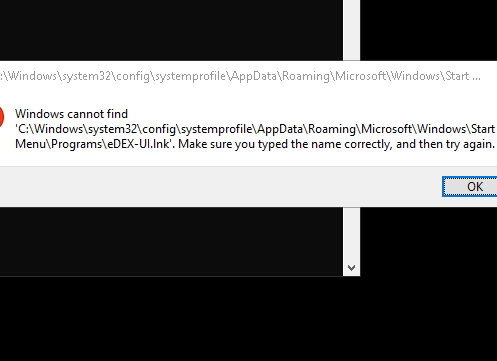 :\Windows\system32\config\systemprofile\AppData\Roaming\Microsoft\Windows\Start ...
Windows cannot find
'C:\Windows\system32\config\systemprofile\AppData\Roaming\Microsoft\Windows\Start
Menu\Programs\eDEX-UI.lnk'. Make sure you typed the name correctly, and then try again.
OK